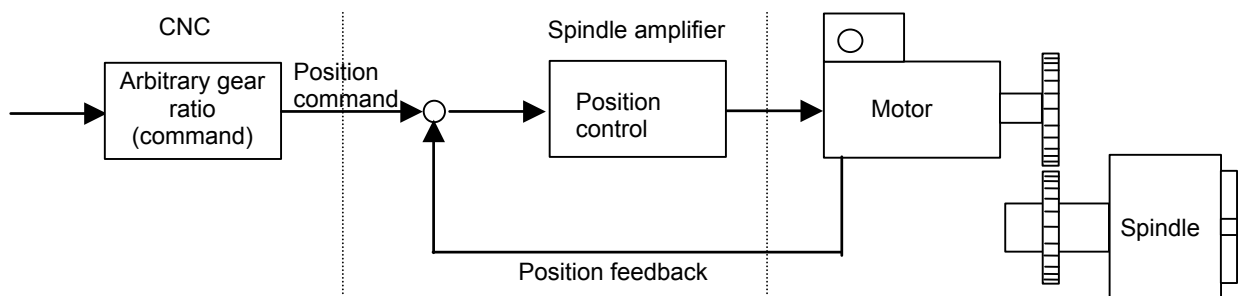 CNC
Spindle amplifier
Arbitrary gear
ratio
(command)
Position
command
Position
control
Motor
Spindle
Position feedback